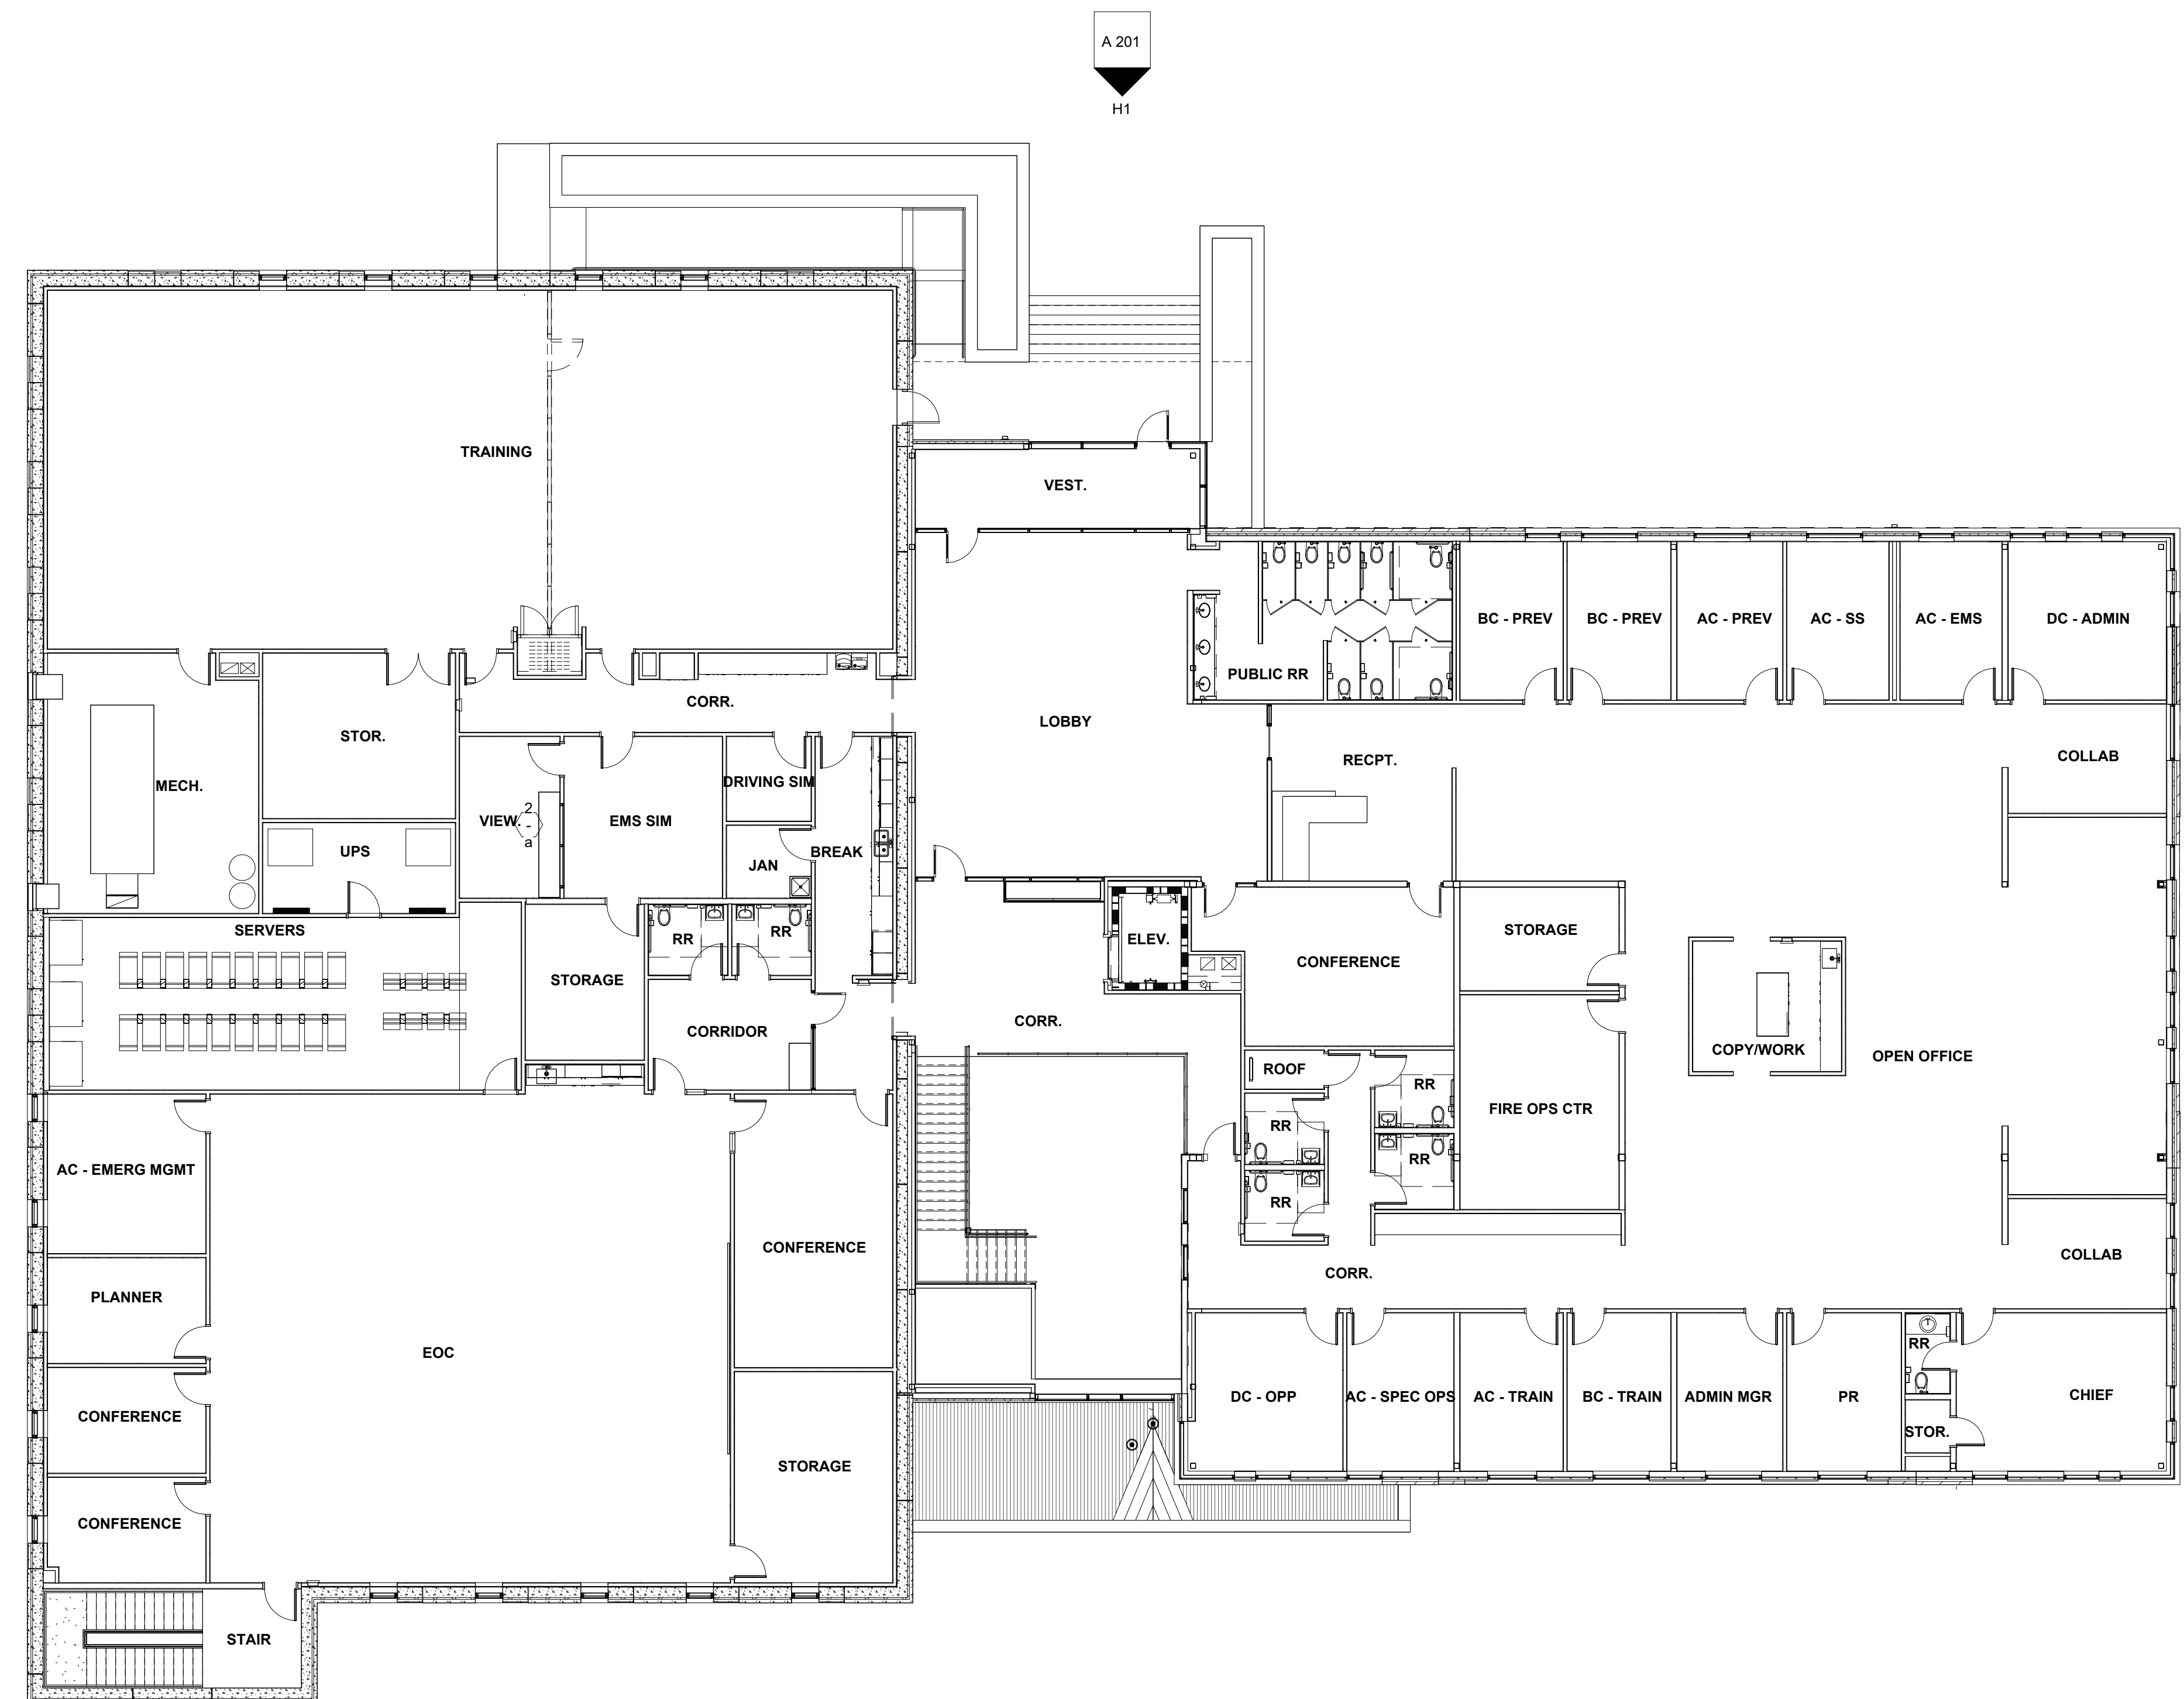 A 201
H1
TRAINING
VEST.
BC - PREV
BC - PREV
AC - PREV
AC - SS
AC - EMS
DC - ADMIN
PUBLIC RR
CORR.
LOBBY
STOR.
RECPT.
COLLAB
MECH.
DRIVING SIM
VIEW.
2
-
a
EMS SIM
UPS
BREAK
JAN
SERVERS
RR
RR
ELEV.
STORAGE
CONFERENCE
STORAGE
CORRIDOR
CORR.
COPY/WORK
OPEN OFFICE
ROOF
RR
FIRE OPS CTR
RR
RR
AC - EMERG MGMT
RR
CONFERENCE
COLLAB
CORR.
PLANNER
EOC
RR
DC - OPP
AC - SPEC OPS
AC - TRAIN
BC - TRAIN
ADMIN MGR
PR
CHIEF
CONFERENCE
STOR.
STORAGE
CONFERENCE
STAIR